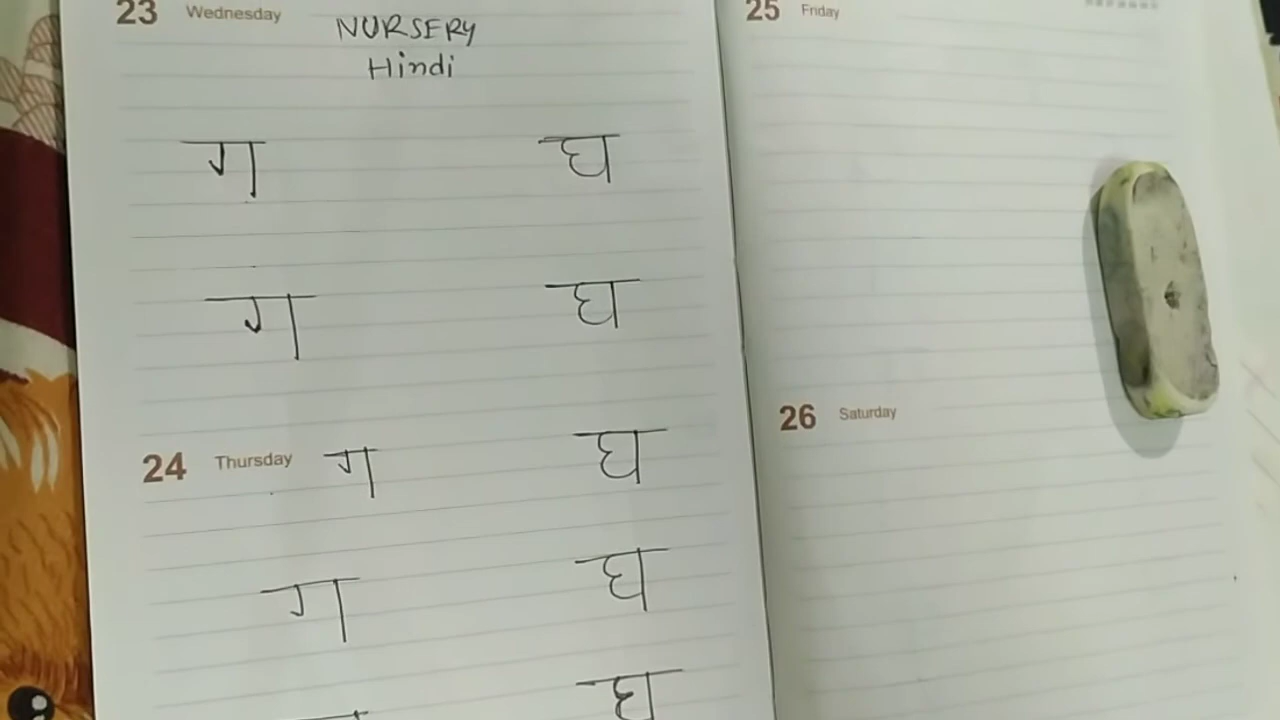 23 Wednesday
NURSERY
Hindi
ग घ
ग घ
24 Thursday ग घ
ग घ
घ
25 Friday
26 Saturday